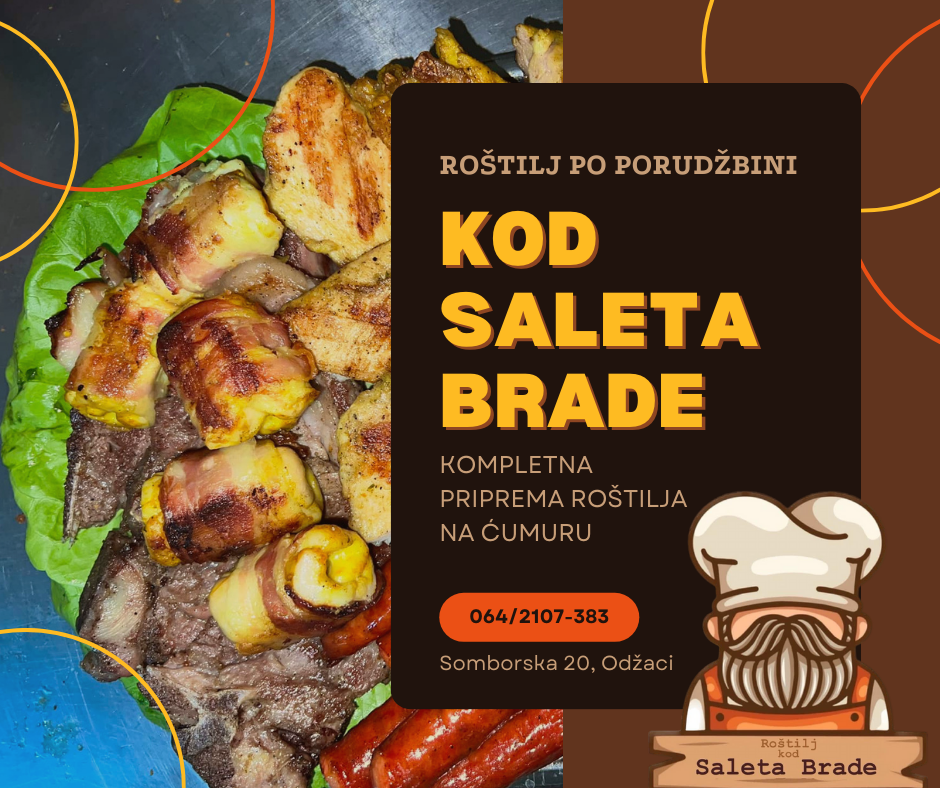 ROŠTILJ PO PORUDŽBINI
KOD
SALETA
BRADE
KOMPLETNA
PRIPREMA ROŠTILJA
NA ĆUMURU
064/2107-383
Somborska 20, Odžaci
Roštilj
kod
Saleta Brade